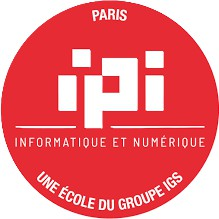 PARIS
ipi
INFORMATIQUE ET NUMÉRIQUE
UNE ÉCOLE DU GROUPE IGS